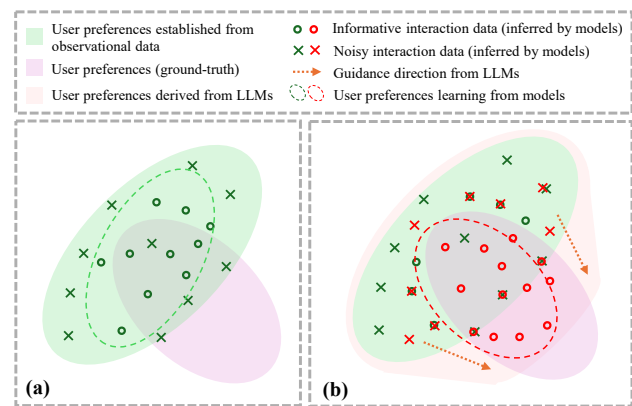 User preferences established from
observational data
User preferences (ground-truth)
User preferences derived from LLMs
Informative interaction data (inferred by models)
Noisy interaction data (inferred by models)
Guidance direction from LLMs
User preferences learning from models
(a)
(b)